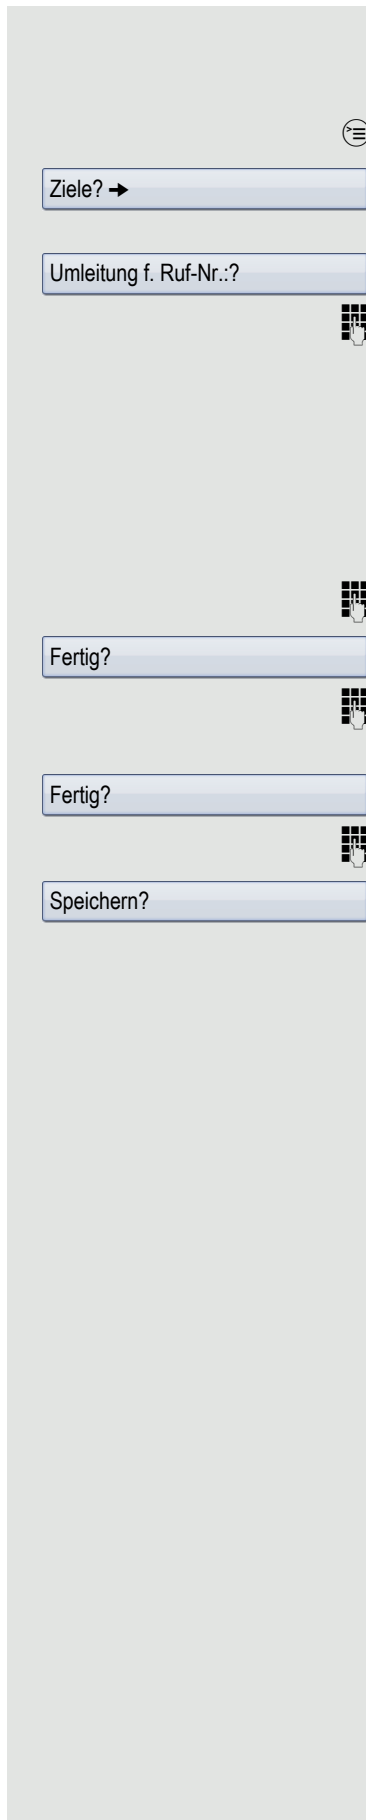 Ziele? ➔
Umleitung f. Ruf-Nr.:?
Fertig?
Fertig?
Speichern?